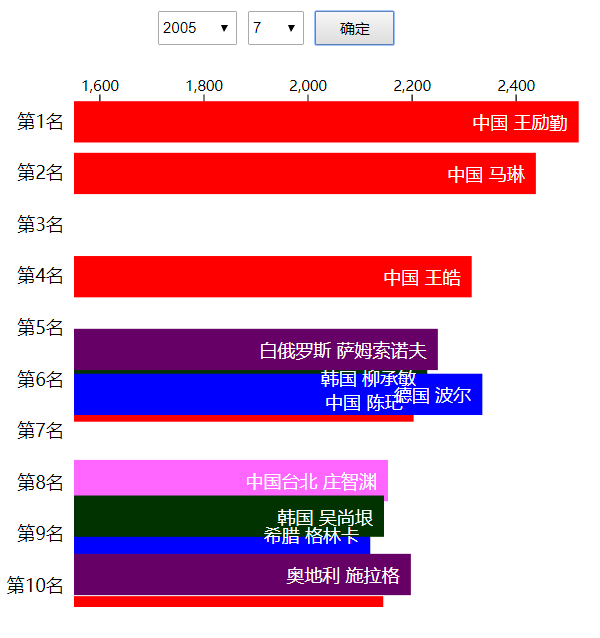 2005 ▼ 7 ▼ 确定
1,600 1,800 2,000 2,200 2,400
第1名 中国 王励勤
第2名 中国 马琳
第3名
第4名 中国 王皓
第5名
白俄罗斯 萨姆索诺夫
第6名 韩国 柳承敏
德国 波尔
中国 陈玘
第7名
第8名 中国台北 庄智渊
韩国 吴尚垠
第9名 希腊 格林卡
奥地利 施拉格
第10名